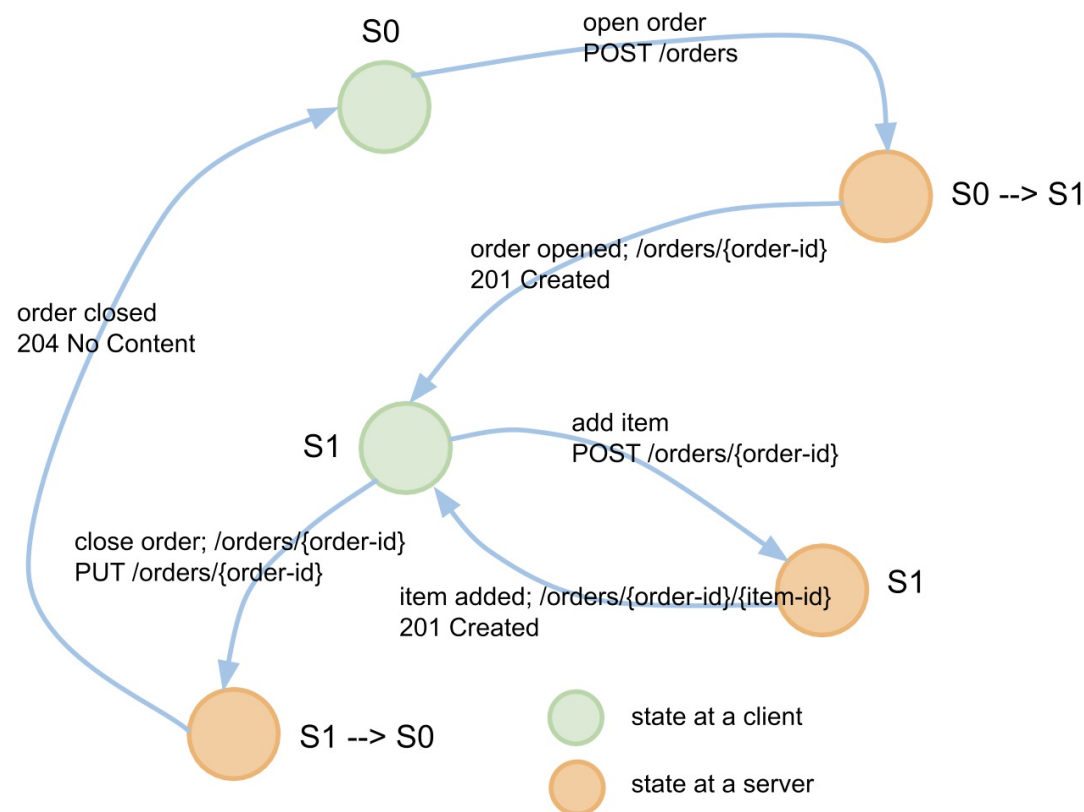 S0
open order
POST /orders
S0 --> S1
order opened; /orders/{order-id}
201 Created
order closed
204 No Content
S1
add item
POST /orders/{order-id}
close order; /orders/{order-id}
PUT /orders/{order-id}
item added; /orders/{order-id}/{item-id}
201 Created
S1
S1 --> S0
state at a client
state at a server